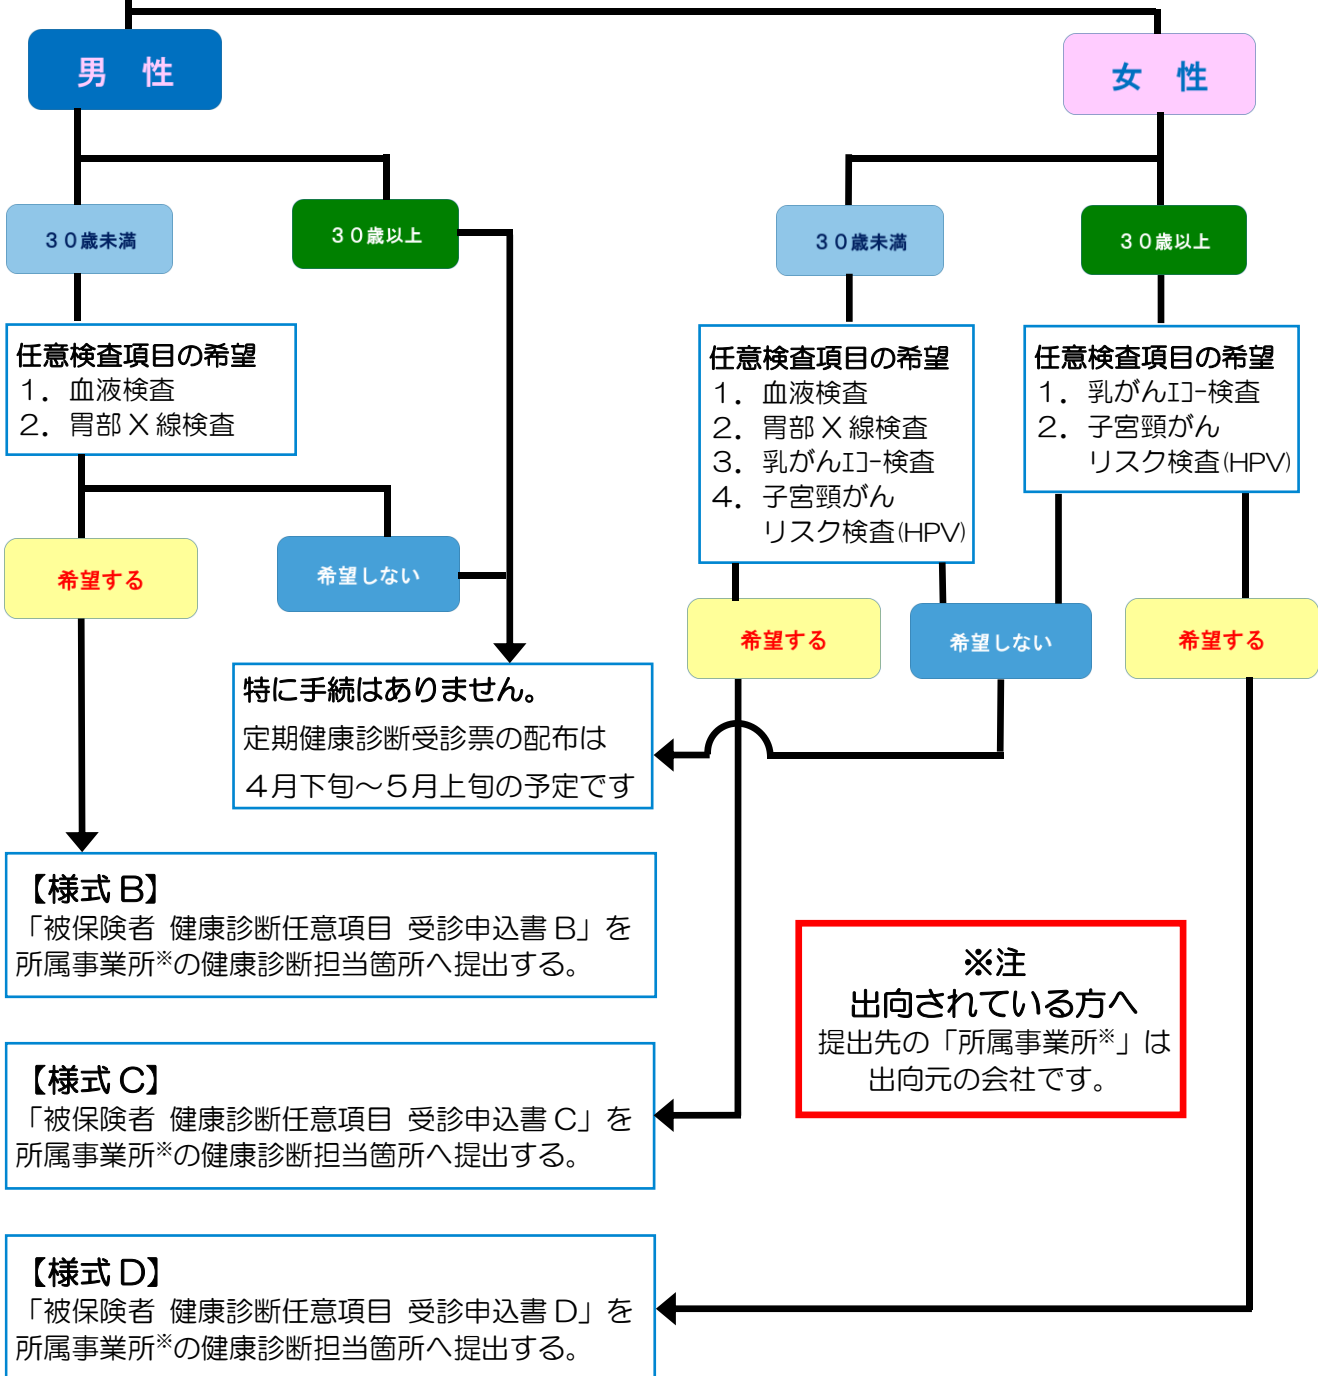 男　性
女　性
３０歳未満
３０歳以上
３０歳未満
３０歳以上
任意検査項目の希望
１．血液検査
２．胃部Ｘ線検査
任意検査項目の希望
１．血液検査
２．胃部Ｘ線検査
３．乳がんｴｺｰ検査
４．子宮頸がん
リスク検査(HPV)
任意検査項目の希望
１．乳がんｴｺｰ検査
２．子宮頸がん
リスク検査(HPV)
希望する
希望しない
希望する
希望しない
希望する
特に手続はありません。
定期健康診断受診票の配布は
４月下旬～５月上旬の予定です
【様式Ｂ】
「被保険者 健康診断任意項目 受診申込書Ｂ」を
所属事業所※の健康診断担当箇所へ提出する。
※注
出向されている方へ
提出先の「所属事業所※」は
出向元の会社です。
【様式Ｃ】
「被保険者 健康診断任意項目 受診申込書Ｃ」を
所属事業所※の健康診断担当箇所へ提出する。
【様式Ｄ】
「被保険者 健康診断任意項目 受診申込書Ｄ」を
所属事業所※の健康診断担当箇所へ提出する。